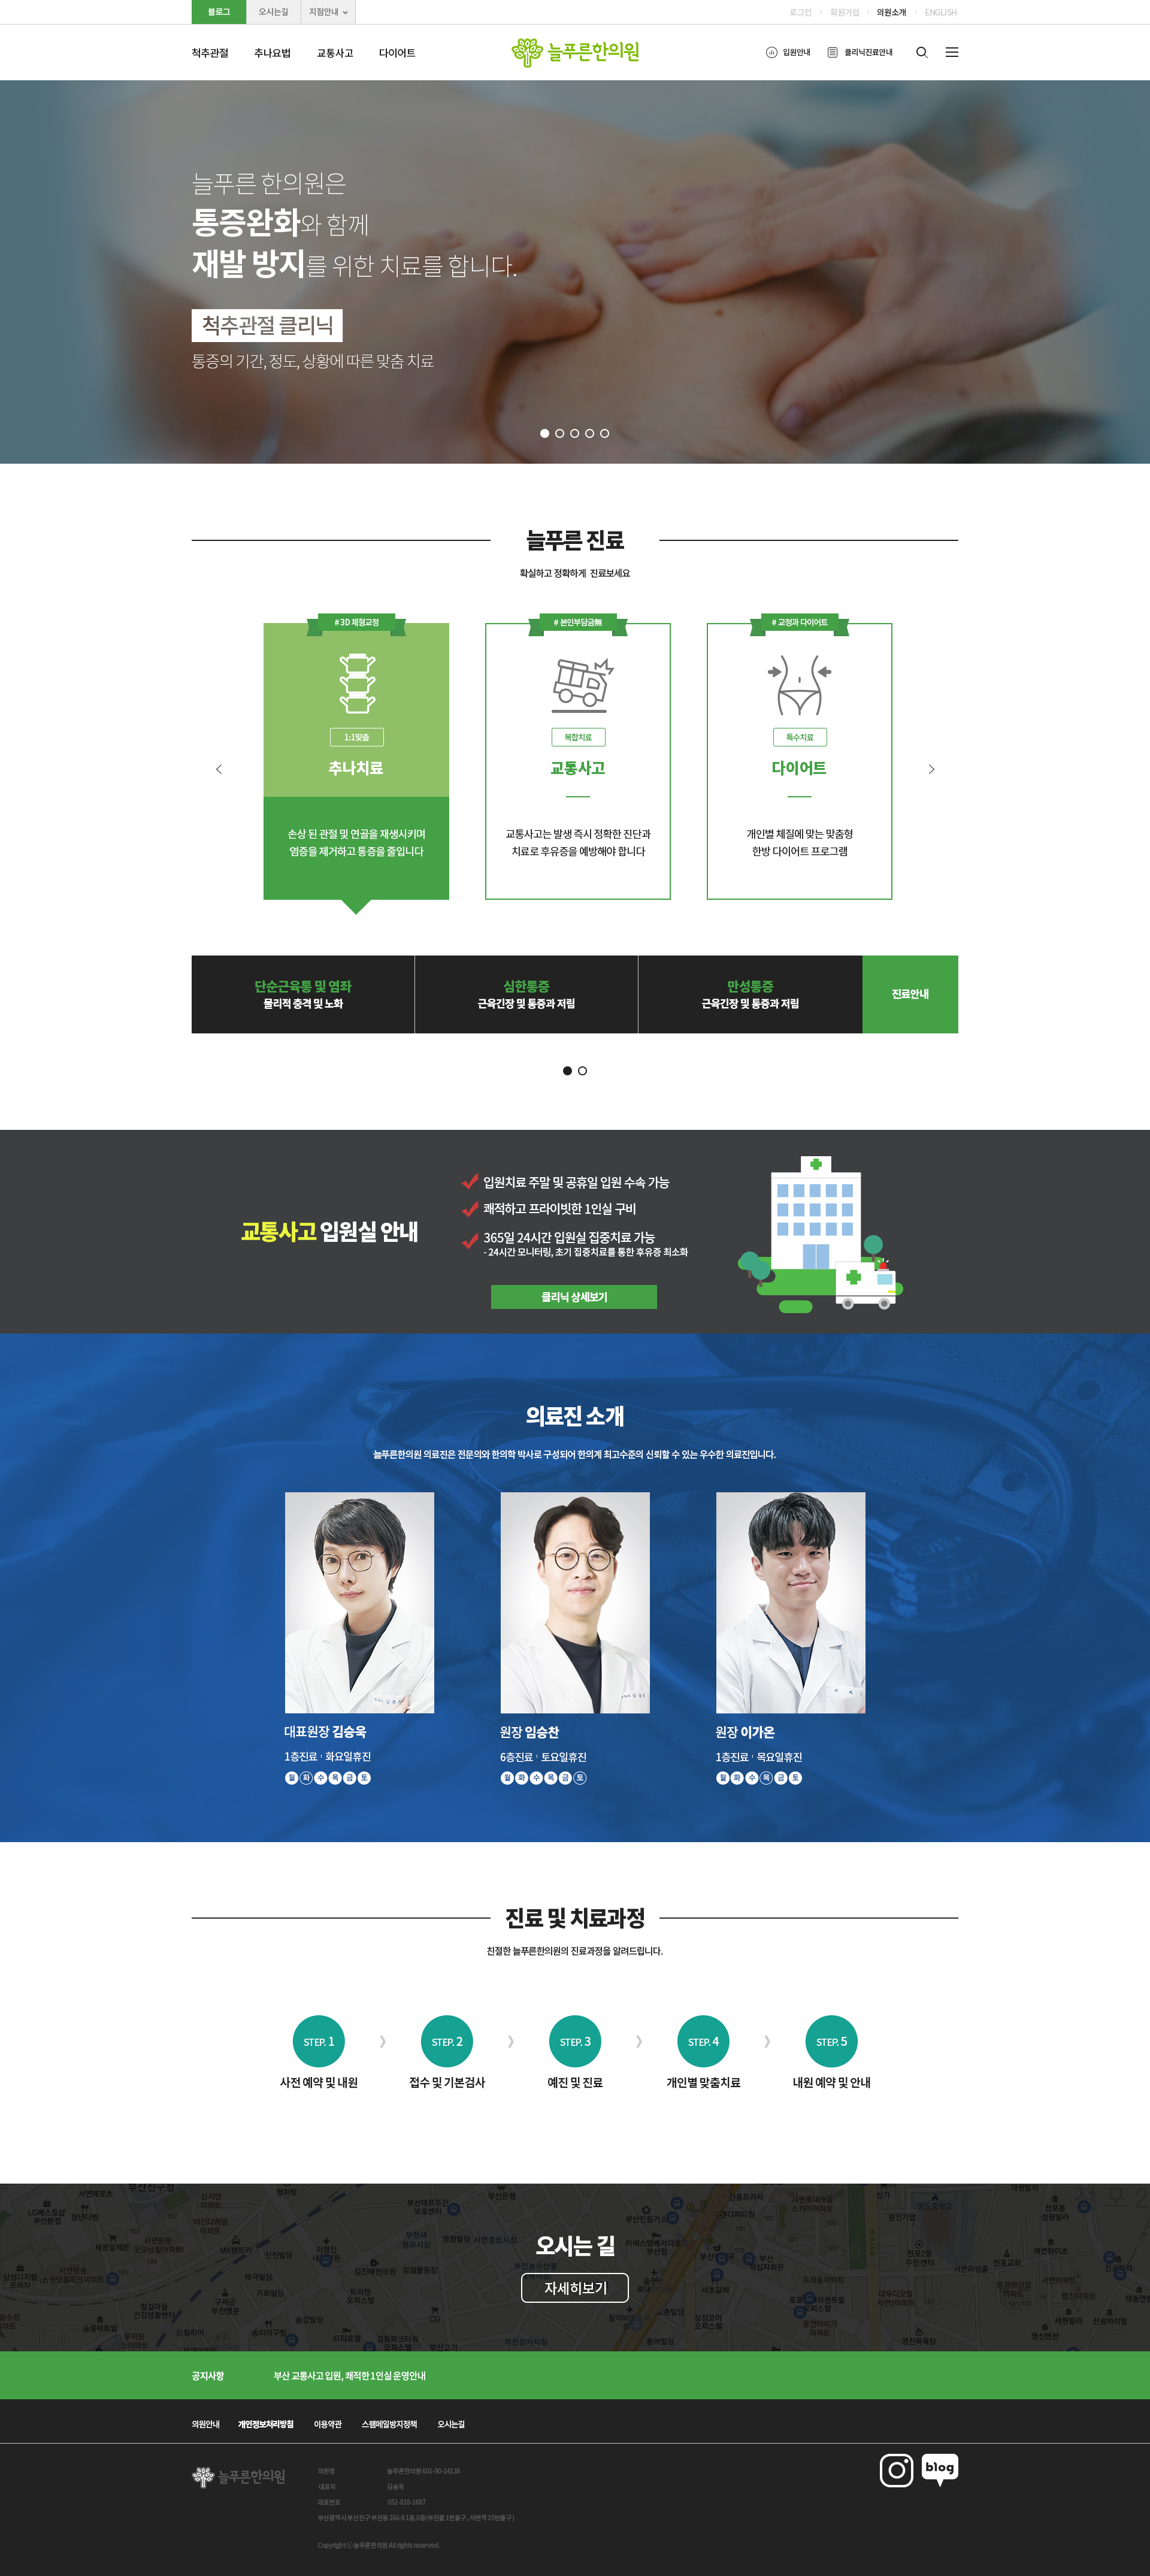 블로그
오시는길
지점안내
로그인
회원가입
의원소개
ENGLISH
척추관절
추나요법
교통사고
다이어트
늘푸른한의원
입원안내
클리닉진료안내
늘푸른 한의원은
통증완화와 함께
재발 방지를 위한 치료를 합니다.
척추관절 클리닉
통증의 기간, 정도, 상황에 따른 맞춤 치료
늘푸른 진료
확실하고 정확하게 진료보세요
# 3D 체형교정
1:1맞춤
추나치료
손상 된 관절 및 연골을 재생시키며
염증을 제거하고 통증을 줄입니다
# 본인부담금無
복합치료
교통사고
교통사고는 발생 즉시 정확한 진단과
치료로 후유증을 예방해야 합니다
# 교정과 다이어트
특수치료
다이어트
개인별 체질에 맞는 맞춤형
한방 다이어트 프로그램
단순근육통 및 염좌
물리적 충격 및 노화
심한통증
근육긴장 및 통증과 저림
만성통증
근육긴장 및 통증과 저림
진료안내
교통사고 입원실 안내
입원치료 주말 및 공휴일 입원 수속 가능
쾌적하고 프라이빗한 1인실 구비
365일 24시간 입원실 집중치료 가능
- 24시간 모니터링, 초기 집중치료를 통한 후유증 최소화
클리닉 상세보기
의료진 소개
늘푸른한의원 의료진은 전문의와 한의학 박사로 구성되어 한의계 최고수준의 신뢰할 수 있는 우수한 의료진입니다.
대표원장 김승욱
1층진료 화요일휴진
월 화 수 목 금 토
원장 임승찬
6층진료 토요일휴진
월 화 수 목 금 토
원장 이가온
1층진료 목요일휴진
월 화 수 목 금 토
진료 및 치료과정
친절한 늘푸른한의원의 진료과정을 알려드립니다.
STEP. 1
사전 예약 및 내원
STEP. 2
접수 및 기본검사
STEP. 3
예진 및 진료
STEP. 4
개인별 맞춤치료
STEP. 5
내원 예약 및 안내
오시는 길
자세히보기
공지사항
부산 교통사고 입원, 쾌적한 1인실 운영안내
의원안내
개인정보처리방침
이용약관
스팸메일방지정책
오시는길
늘푸른한의원
의원명
늘푸른한의원 601-90-14138
대표자
김승욱
대표번호
051-818-1697
Copyright ⓒ 늘푸른한의원 All rights reserved.
blog